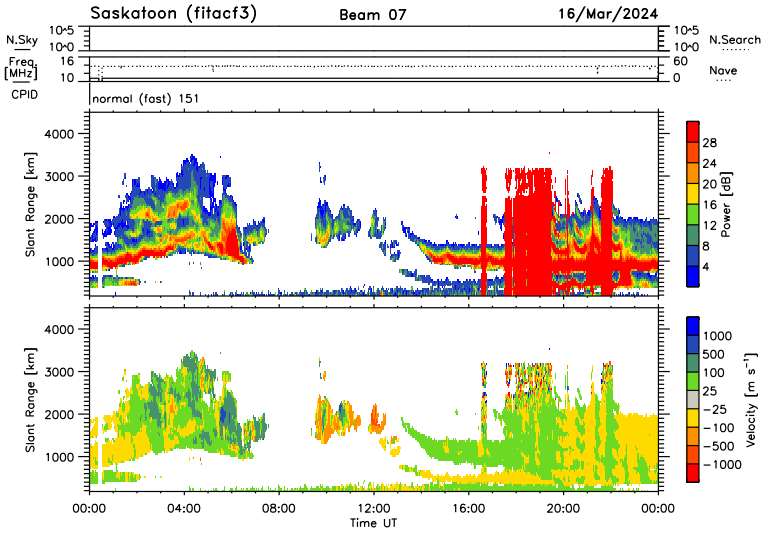 Saskatoon (fitacf3) Beam 07 16/Mar/2024
N.Sky 10^5 10^0 10^5 10^0 N.Search
Freq. [MHz] 16 10 60 0 Nave
CPID normal (fast) 151
Slant Range [km] 4000 3000 2000 1000
28 24 20 16 12 8 4 Power [dB]
Slant Range [km] 4000 3000 2000 1000
1000 500 100 25 −25 −100 −500 −1000 Velocity [m s⁻¹]
00:00 04:00 08:00 12:00 16:00 20:00 00:00
Time UT